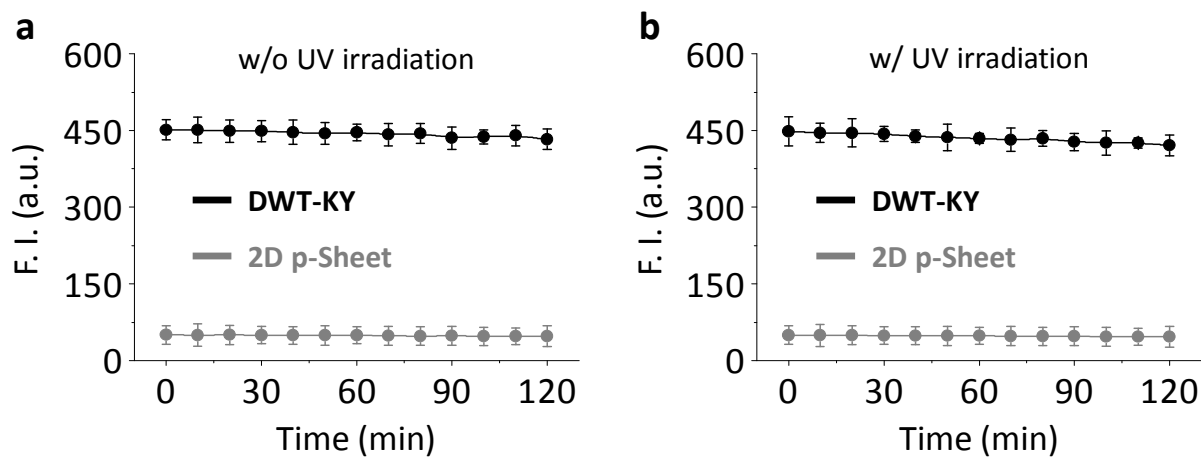 a
w/o UV irradiation
F. I. (a.u.)
600
450
300
150
0
DWT-KY
2D p-Sheet
0 30 60 90 120
Time (min)
b
w/ UV irradiation
F. I. (a.u.)
600
450
300
150
0
DWT-KY
2D p-Sheet
0 30 60 90 120
Time (min)